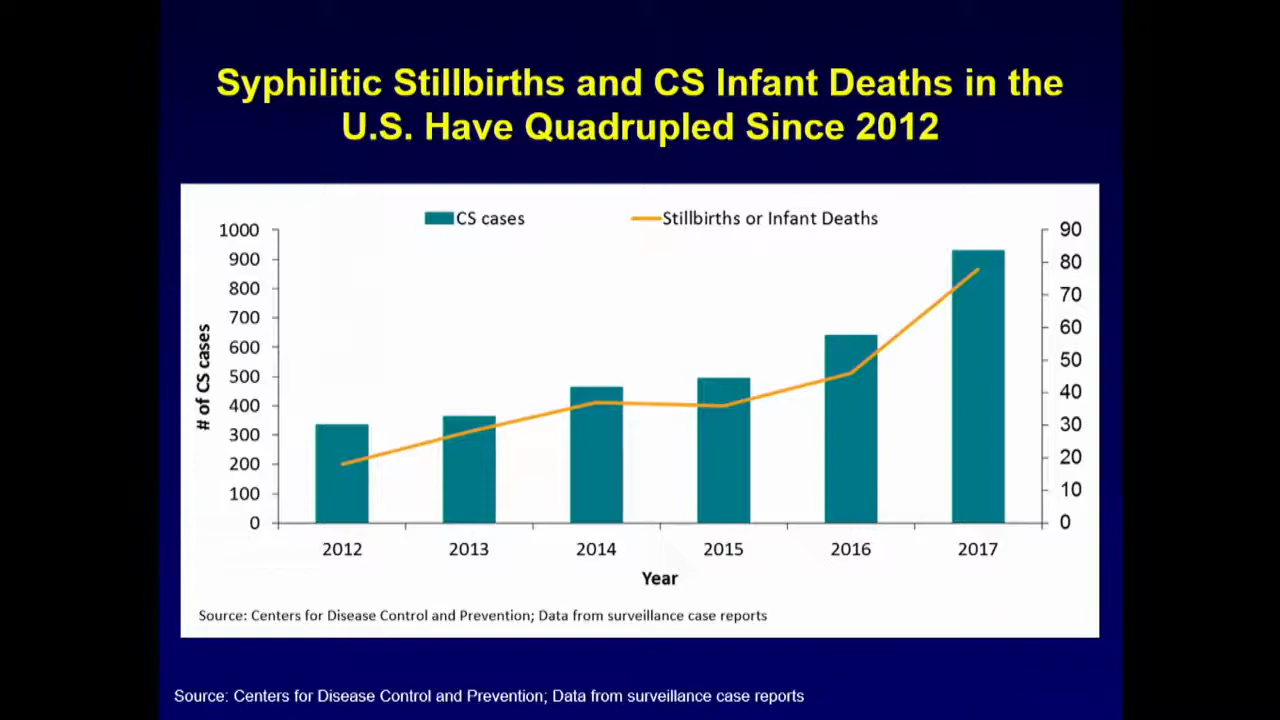 Syphilitic Stillbirths and CS Infant Deaths in the
U.S. Have Quadrupled Since 2012
CS cases
Stillbirths or Infant Deaths
# of CS cases
1000
900
800
700
600
500
400
300
200
100
0
90
80
70
60
50
40
30
20
10
0
2012 2013 2014 2015 2016 2017
Year
Source: Centers for Disease Control and Prevention; Data from surveillance case reports
Source: Centers for Disease Control and Prevention; Data from surveillance case reports